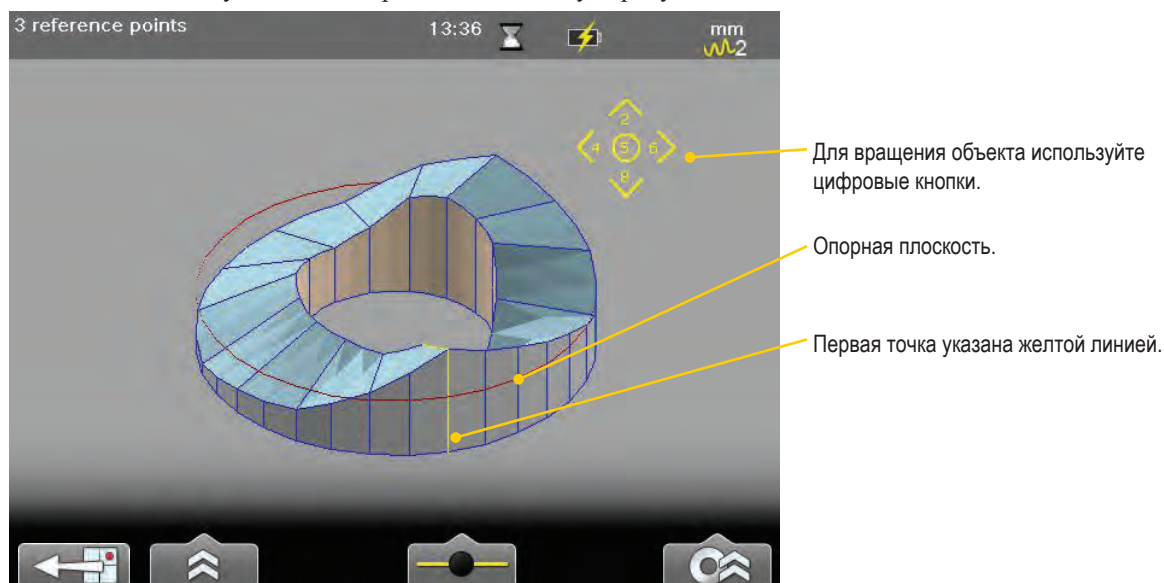 3 reference points
13:36
mm
2
2
4 5 6
8
Для вращения объекта используйте
цифровые кнопки.
Опорная плоскость.
Первая точка указана желтой линией.